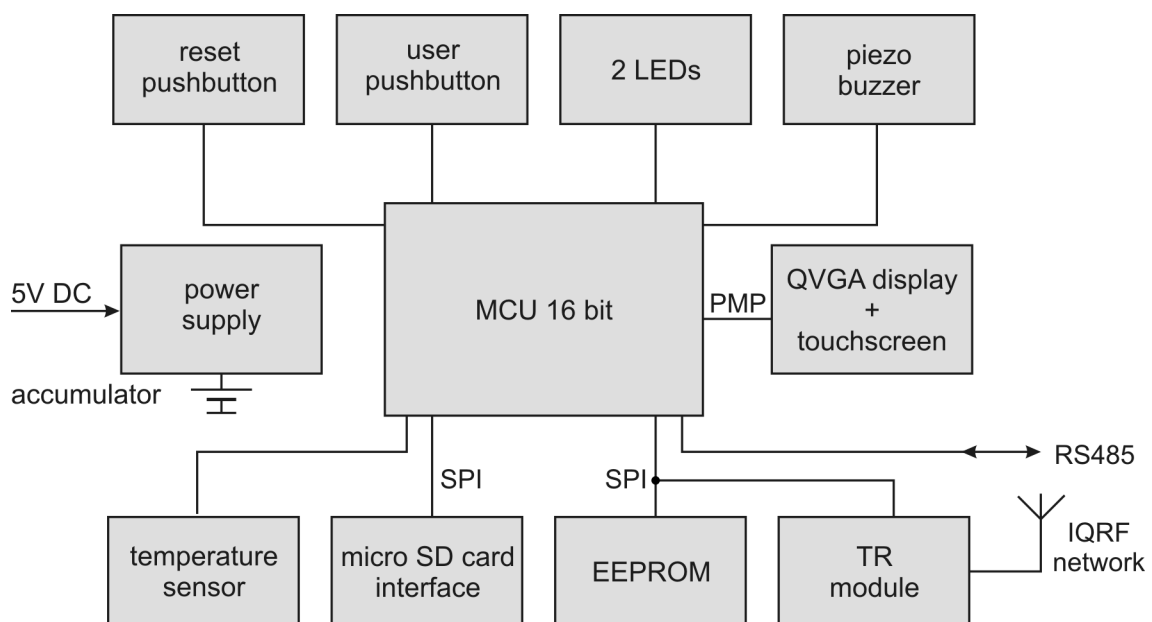 reset
pushbutton
user
pushbutton
2 LEDs
piezo
buzzer
5V DC
power
supply
accumulator
MCU 16 bit
PMP
QVGA display
+
touchscreen
SPI
SPI
RS485
temperature
sensor
micro SD card
interface
EEPROM
TR
module
IQRF
network